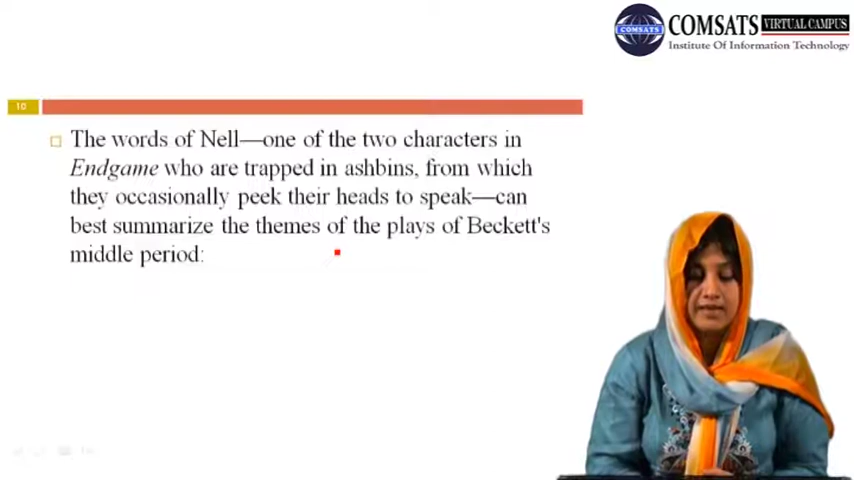 COMSATS
COMSATS VIRTUAL CAMPUS
Institute Of Information Technology
10
The words of Nell—one of the two characters in
Endgame who are trapped in ashbins, from which
they occasionally peek their heads to speak—can
best summarize the themes of the plays of Beckett's
middle period: